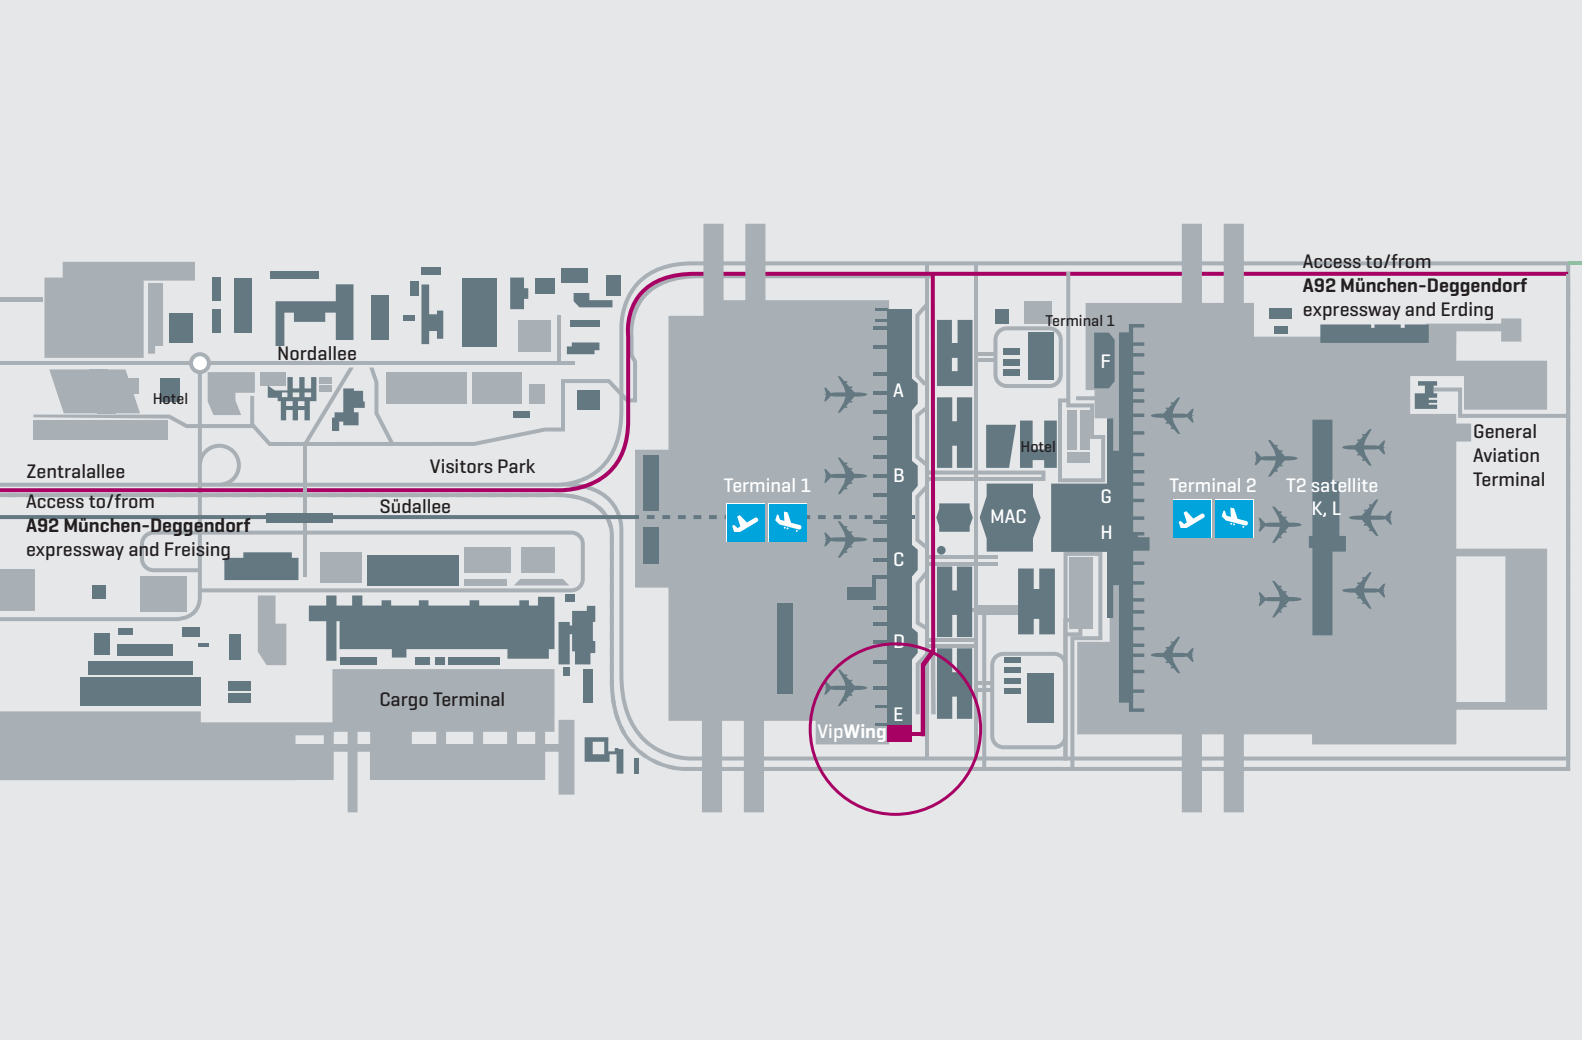 Access to/from
A92 München-Deggendorf
expressway and Erding
Terminal 1
Nordallee
F
A
Hotel
General
Aviation
Terminal
Hotel
Zentralallee
Visitors Park
B
Terminal 1
G
Terminal 2
T2 satellite
K, L
Access to/from
A92 München-Deggendorf
expressway and Freising
Südallee
MAC
H
C
D
Cargo Terminal
E
VipWing